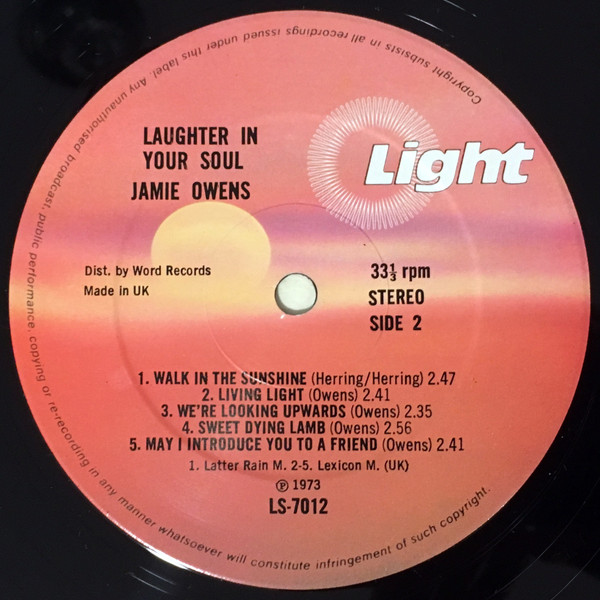 LAUGHTER IN
YOUR SOUL
JAMIE OWENS
Light
Dist. by Word Records
Made in UK
33⅓ rpm
STEREO
SIDE 2
1. WALK IN THE SUNSHINE (Herring/Herring) 2.47
2. LIVING LIGHT (Owens) 2.41
3. WE'RE LOOKING UPWARDS (Owens) 2.35
4. SWEET DYING LAMB (Owens) 2.56
5. MAY I INTRODUCE YOU TO A FRIEND (Owens) 2.41
1. Latter Rain M. 2-5. Lexicon M. (UK)
℗ 1973
LS-7012
Copyright subsists in all recordings issued under this label. Any unauthorised broadcast, public performance, copying or re-recording in any manner whatsoever will constitute infringement of such copyright.